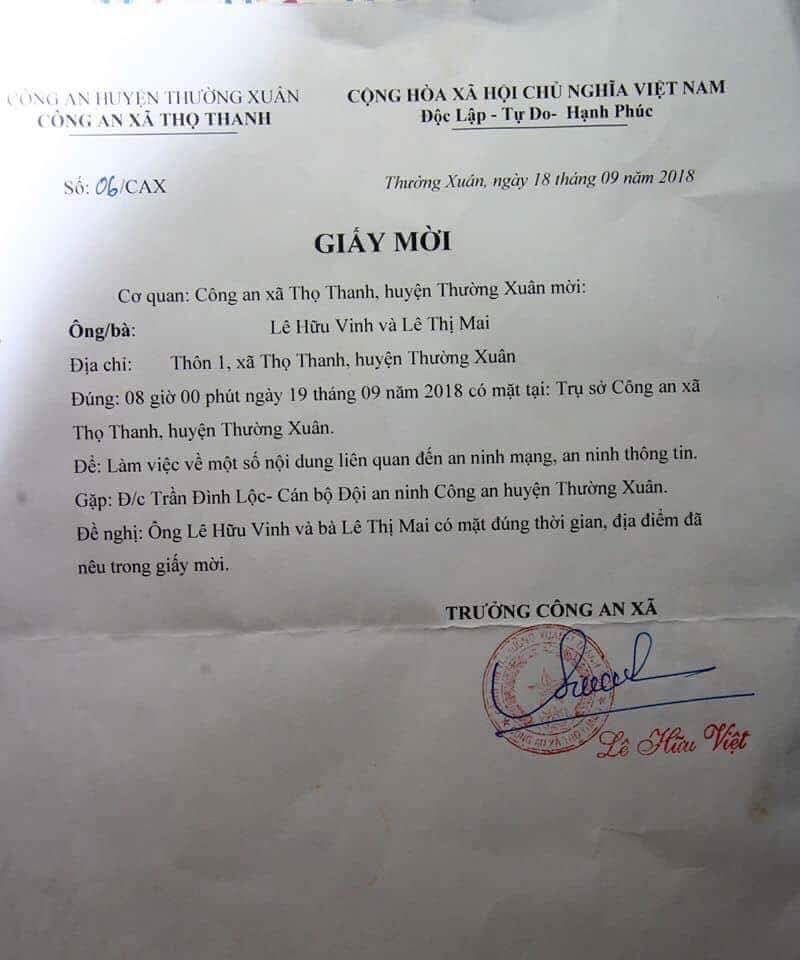 CÔNG AN HUYỆN THƯỜNG XUÂN
CÔNG AN XÃ THỌ THANH
CỘNG HÒA XÃ HỘI CHỦ NGHĨA VIỆT NAM
Độc Lập - Tự Do- Hạnh Phúc
Số: 06/CAX
Thường Xuân, ngày 18 tháng 09 năm 2018
GIẤY MỜI
Cơ quan: Công an xã Thọ Thanh, huyện Thường Xuân mời:
Ông/bà: Lê Hữu Vinh và Lê Thị Mai
Địa chỉ: Thôn 1, xã Thọ Thanh, huyện Thường Xuân
Đúng: 08 giờ 00 phút ngày 19 tháng 09 năm 2018 có mặt tại: Trụ sở Công an xã
Thọ Thanh, huyện Thường Xuân.
Để: Làm việc về một số nội dung liên quan đến an ninh mạng, an ninh thông tin.
Gặp: Đ/c Trần Đình Lộc- Cán bộ Đội an ninh Công an huyện Thường Xuân.
Đề nghị: Ông Lê Hữu Vinh và bà Lê Thị Mai có mặt đúng thời gian, địa điểm đã
nêu trong giấy mời.
TRƯỞNG CÔNG AN XÃ
Lê Hữu Việt